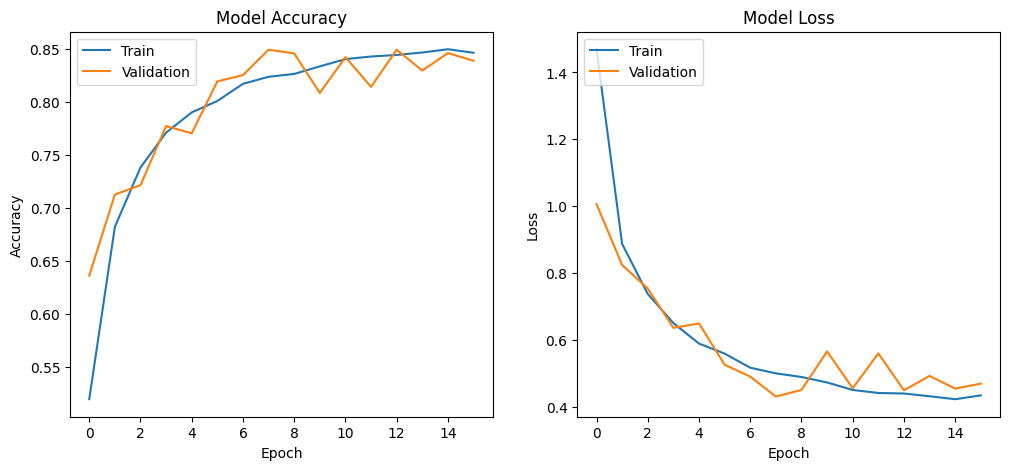 Model Accuracy
Train
Validation
0.85
0.80
0.75
0.70
0.65
0.60
0.55
Accuracy
0 2 4 6 8 10 12 14
Epoch
Model Loss
Train
Validation
1.4
1.2
1.0
0.8
0.6
0.4
Loss
0 2 4 6 8 10 12 14
Epoch